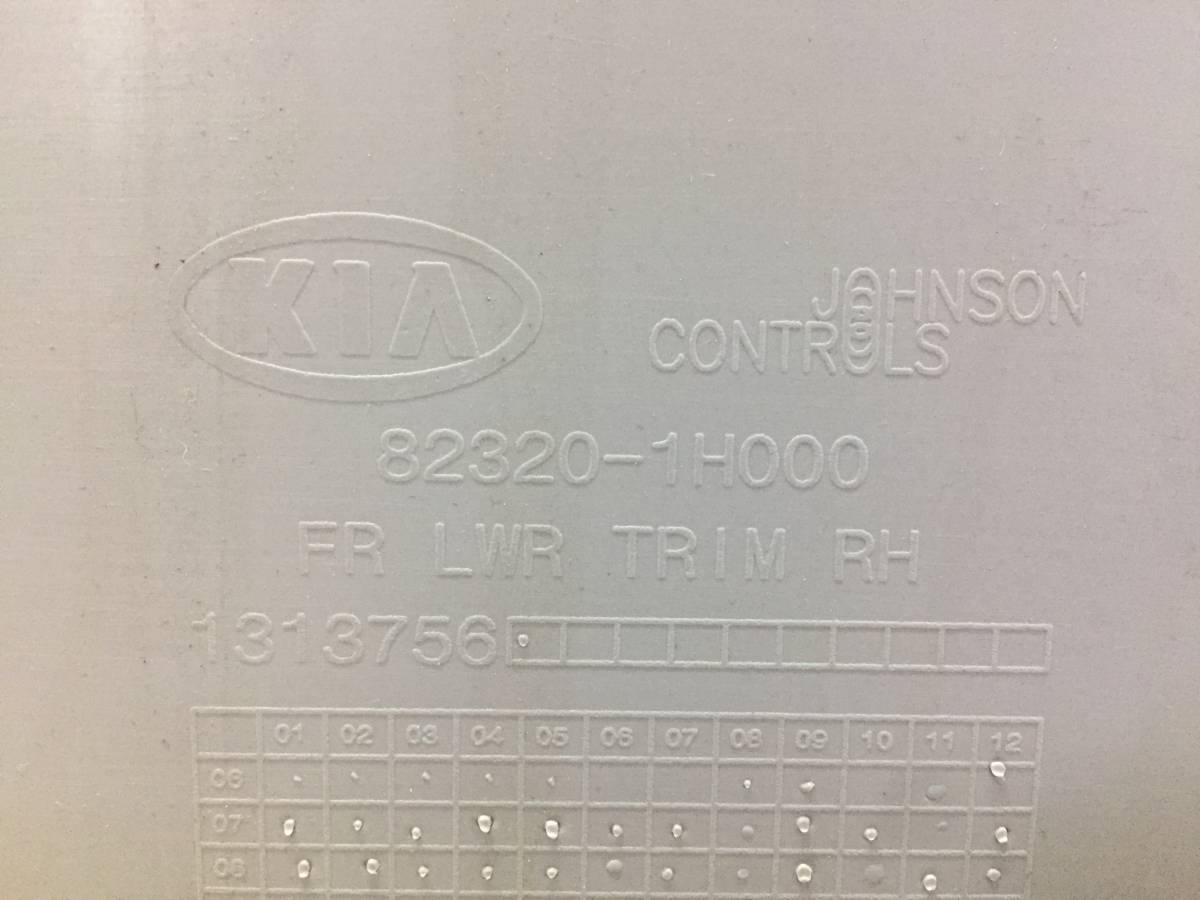 KIA
JOHNSON
CONTROLS
82320-1H000
FR LWR TRIM RH
1313756
01 02 03 04 05 06 07 08 09 10 11 12
06
07
08